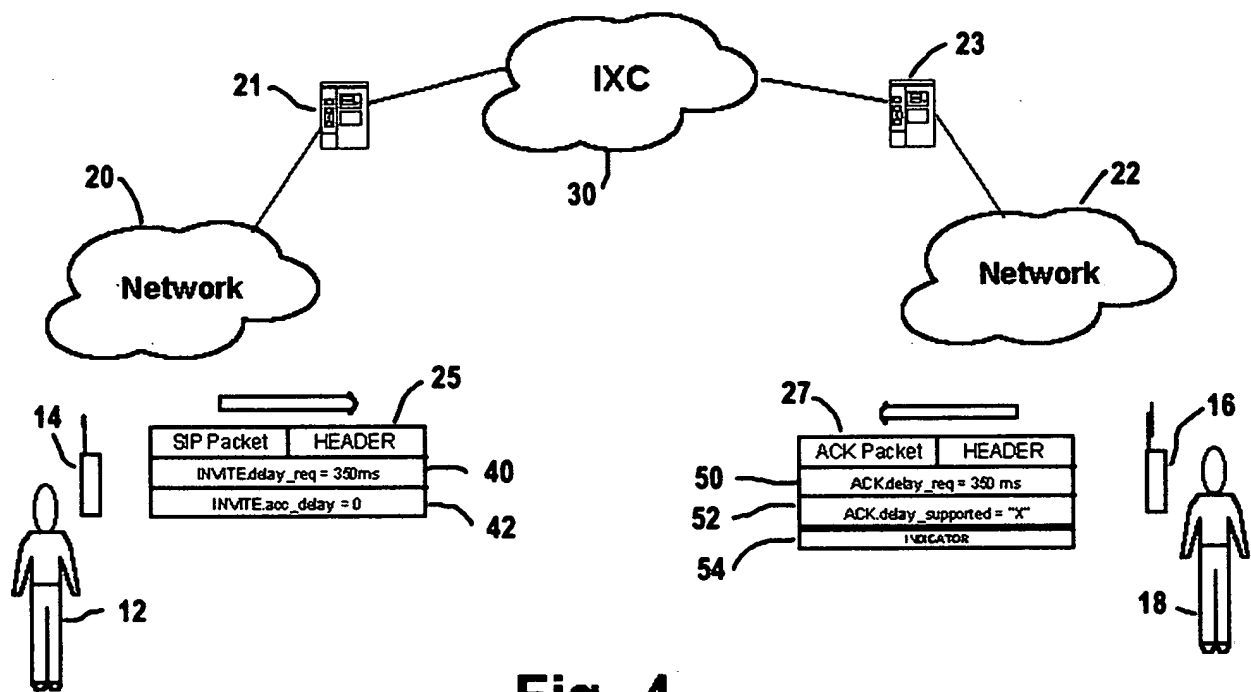 21
IXC
23
20
30
22
Network
Network
14
25
27
16
SIP Packet HEADER
ACK Packet HEADER
INVITE.delay_req = 350ms
40
50
ACK.delay_req = 350 ms
INVITE.acc_delay = 0
42
52
ACK.delay_supported = "X"
54
INDICATOR
12
18
Fig. 4